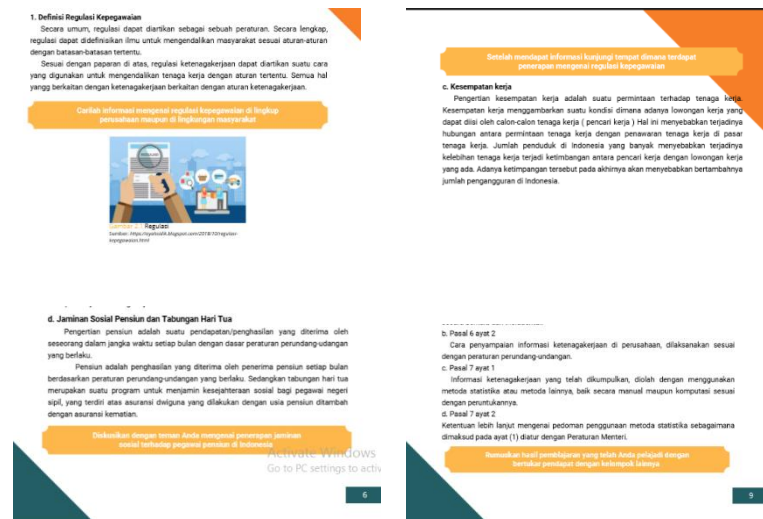 1. Definisi Regulasi Kepegawaian
Secara umum, regulasi dapat diartikan sebagai sebuah peraturan. Secara lengkap,
regulasi dapat didefinisikan ilmu untuk mengendalikan masyarakat sesuai aturan-aturan
dengan batasan-batasan tertentu.
Sesuai dengan paparan di atas, regulasi ketenagakerjaan dapat diartikan suatu cara
yang digunakan untuk mengendalikan tenaga kerja dengan aturan tertentu. Semua hal
yangg berkaitan dengan ketenagakerjaan berkaitan dengan aturan ketenagakerjaan.
Carilah informasi mengenai regulasi kepegawaian di lingkup
perusahaan maupun di lingkungan masyarakat
Gambar 2.1 Regulasi
kepegawaian.html
d. Jaminan Sosial Pensiun dan Tabungan Hari Tua
Pengertian pensiun adalah suatu pendapatan/penghasilan yang diterima oleh
seseorang dalam jangka waktu setiap bulan dengan dasar peraturan perundang-udangan
yang berlaku.
Pensiun adalah penghasilan yang diterima oleh penerima pensiun setiap bulan
berdasarkan peraturan perundang-undangan yang berlaku. Sedangkan tabungan hari tua
merupakan suatu program untuk menjamin kesejahteraan sosial bagi pegawai negeri
sipil, yang terdiri atas asuransi dwiguna yang dilakukan dengan usia pensiun ditambah
dengan asuransi kematian.
Diskusikan dengan teman Anda mengenai penerapan jaminan
sosial terhadap pegawai pensiun di Indonesia
Activate Windows
Go to PC settings to activ
6
Setelah mendapat informasi kunjungi tempat dimana terdapat
penerapan mengenai regulasi kepegawaian
c. Kesempatan kerja
Pengertian kesempatan kerja adalah suatu permintaan terhadap tenaga kerja.
Kesempatan kerja menggambarkan suatu kondisi dimana adanya lowongan kerja yang
dapat diisi oleh calon-calon tenaga kerja ( pencari kerja ) Hal ini menyebabkan terjadinya
hubungan antara permintaan tenaga kerja dengan penawaran tenaga kerja di pasar
tenaga kerja. Jumlah penduduk di Indonesia yang banyak menyebabkan terjadinya
kelebihan tenaga kerja terjadi ketimbangan antara pencari kerja dengan lowongan kerja
yang ada. Adanya ketimpangan tersebut pada akhirnya akan menyebabkan bertambahnya
jumlah pengangguran di Indonesia.
b. Pasal 6 ayat 2
Cara penyampaian informasi ketenagakerjaan di perusahaan, dilaksanakan sesuai
dengan peraturan perundang-undangan.
c. Pasal 7 ayat 1
Informasi ketenagakerjaan yang telah dikumpulkan, diolah dengan menggunakan
metoda statistika atau metoda lainnya, baik secara manual maupun komputasi sesuai
dengan peruntukannya.
d. Pasal 7 ayat 2
Ketentuan lebih lanjut mengenai pedoman penggunaan metoda statistika sebagaimana
dimaksud pada ayat (1) diatur dengan Peraturan Menteri.
Rumuskan hasil pemblajaran yang telah Anda pelajadi dengan
bertukar pendapat dengan kelompok lainnya
9